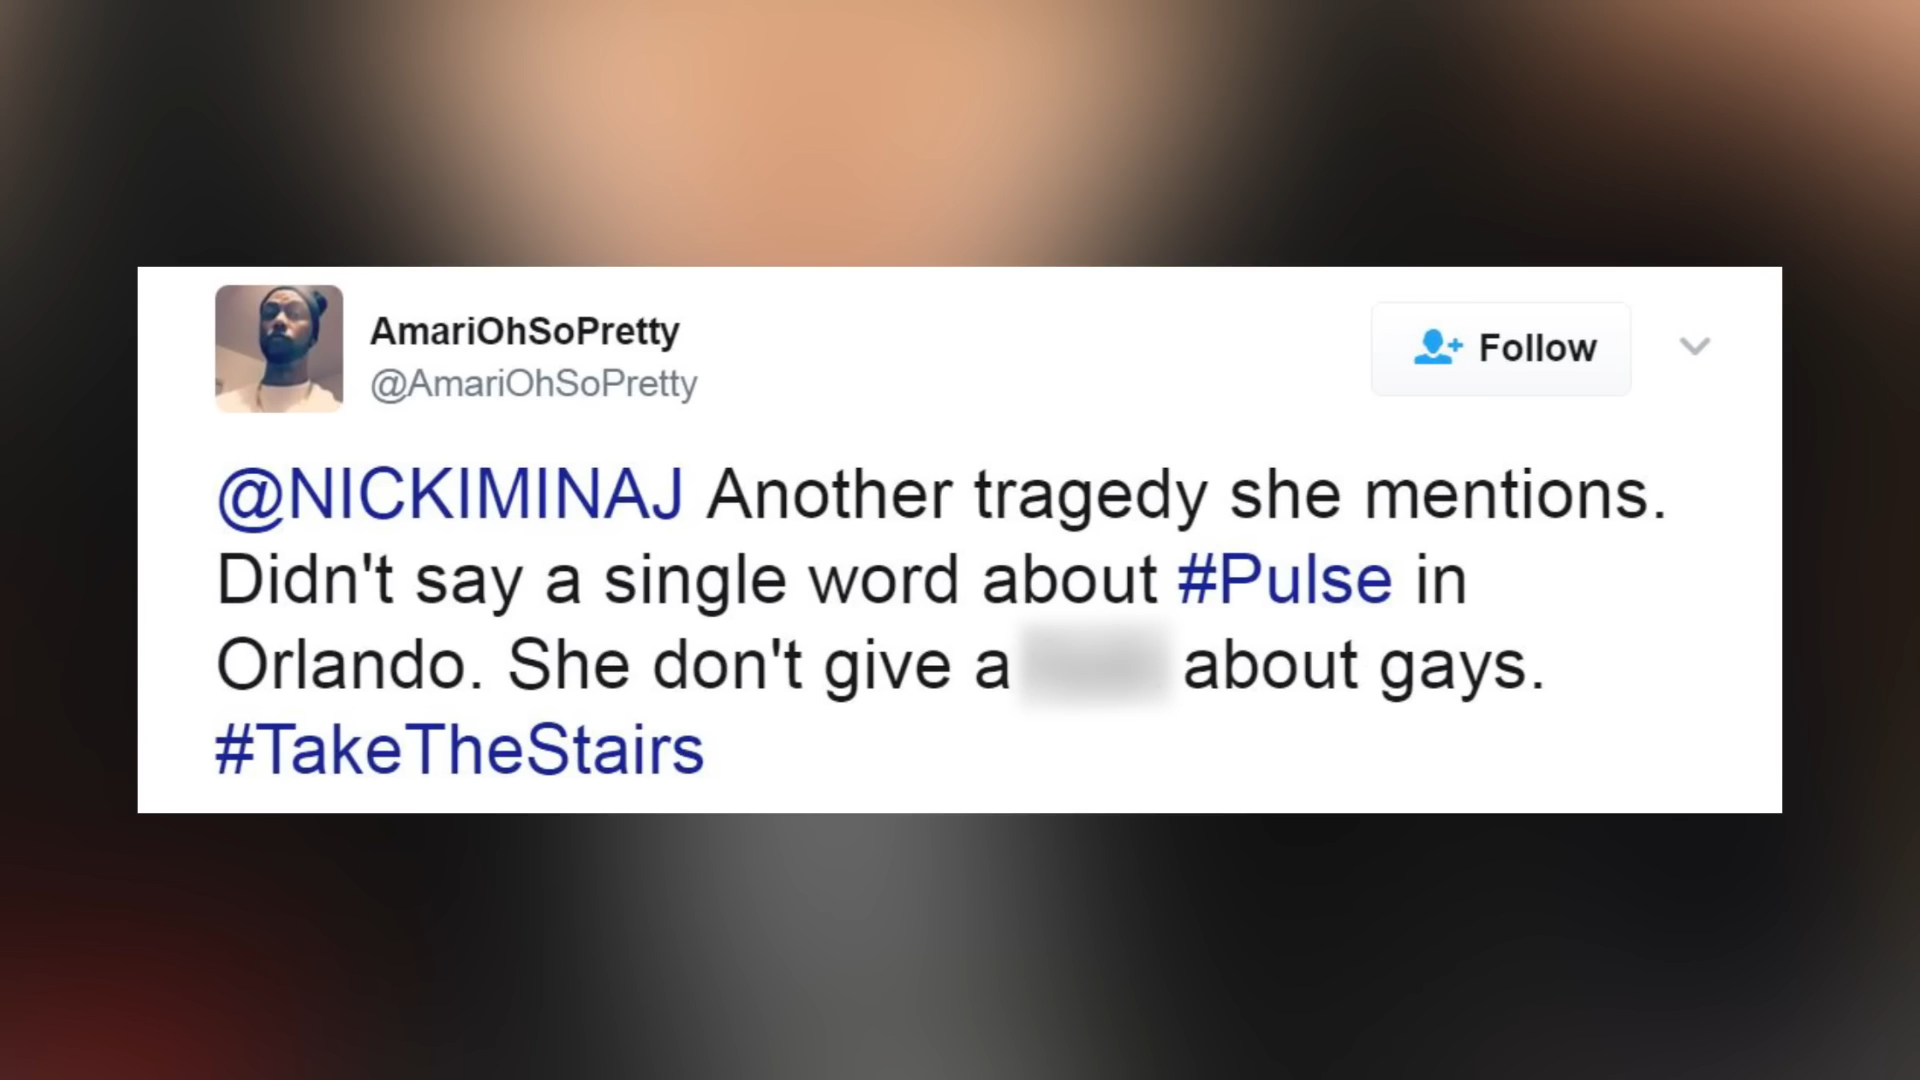 AmariOhSoPretty
@AmariOhSoPretty
Follow
@NICKIMINAJ Another tragedy she mentions.
Didn't say a single word about #Pulse in
Orlando. She don't give a about gays.
#TakeTheStairs